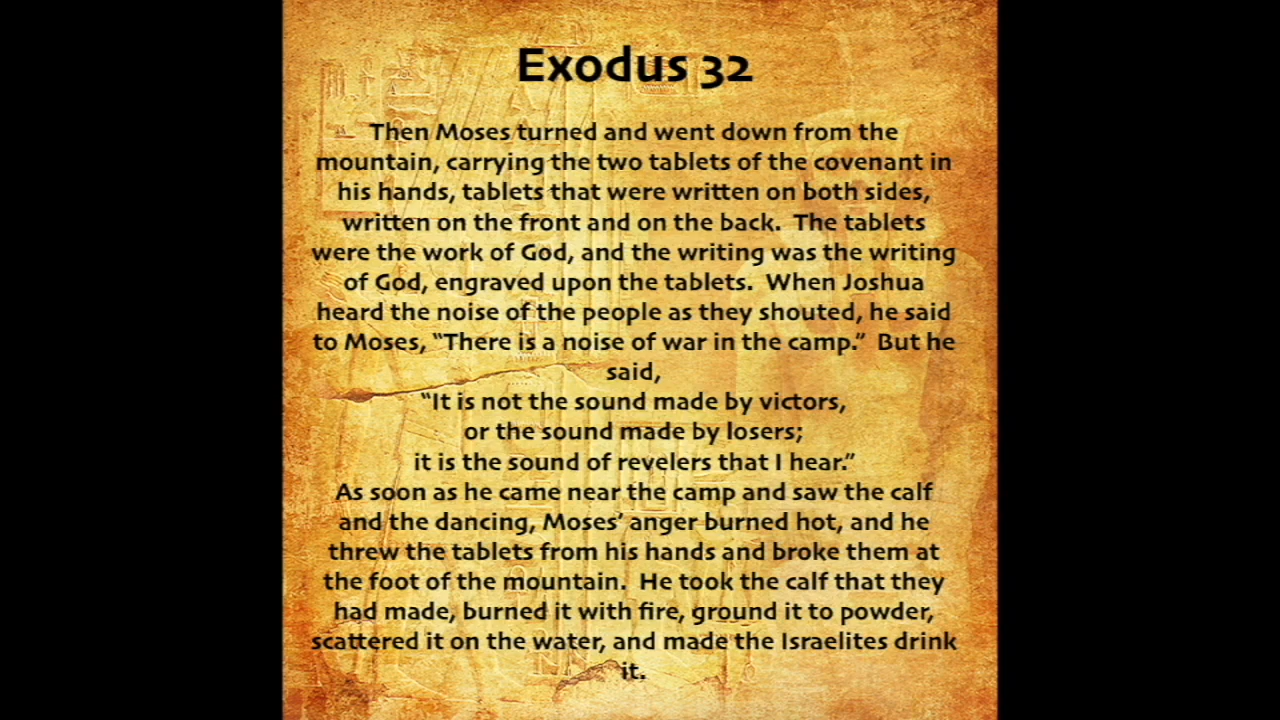 Exodus 32
Then Moses turned and went down from the
mountain, carrying the two tablets of the covenant in
his hands, tablets that were written on both sides,
written on the front and on the back.  The tablets
were the work of God, and the writing was the writing
of God, engraved upon the tablets.  When Joshua
heard the noise of the people as they shouted, he said
to Moses, “There is a noise of war in the camp.”  But he
said,
“It is not the sound made by victors,
or the sound made by losers;
it is the sound of revelers that I hear.”
As soon as he came near the camp and saw the calf
and the dancing, Moses’ anger burned hot, and he
threw the tablets from his hands and broke them at
the foot of the mountain.  He took the calf that they
had made, burned it with fire, ground it to powder,
scattered it on the water, and made the Israelites drink
it.